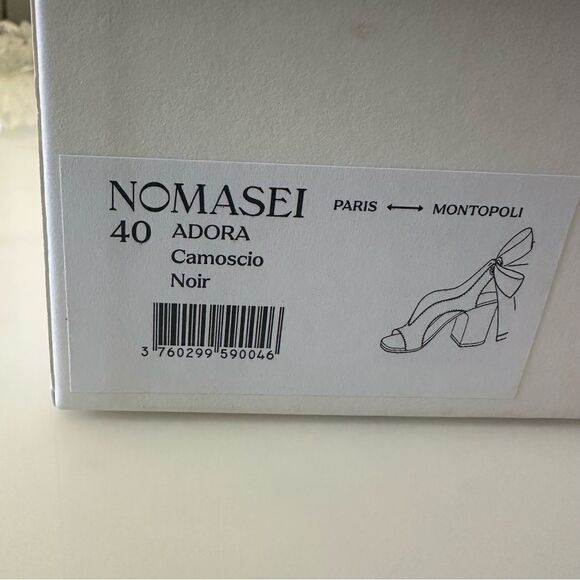 NOMASEI
PARIS ⟷ MONTOPOLI
40 ADORA
Camoscio
Noir
3 760299 590046